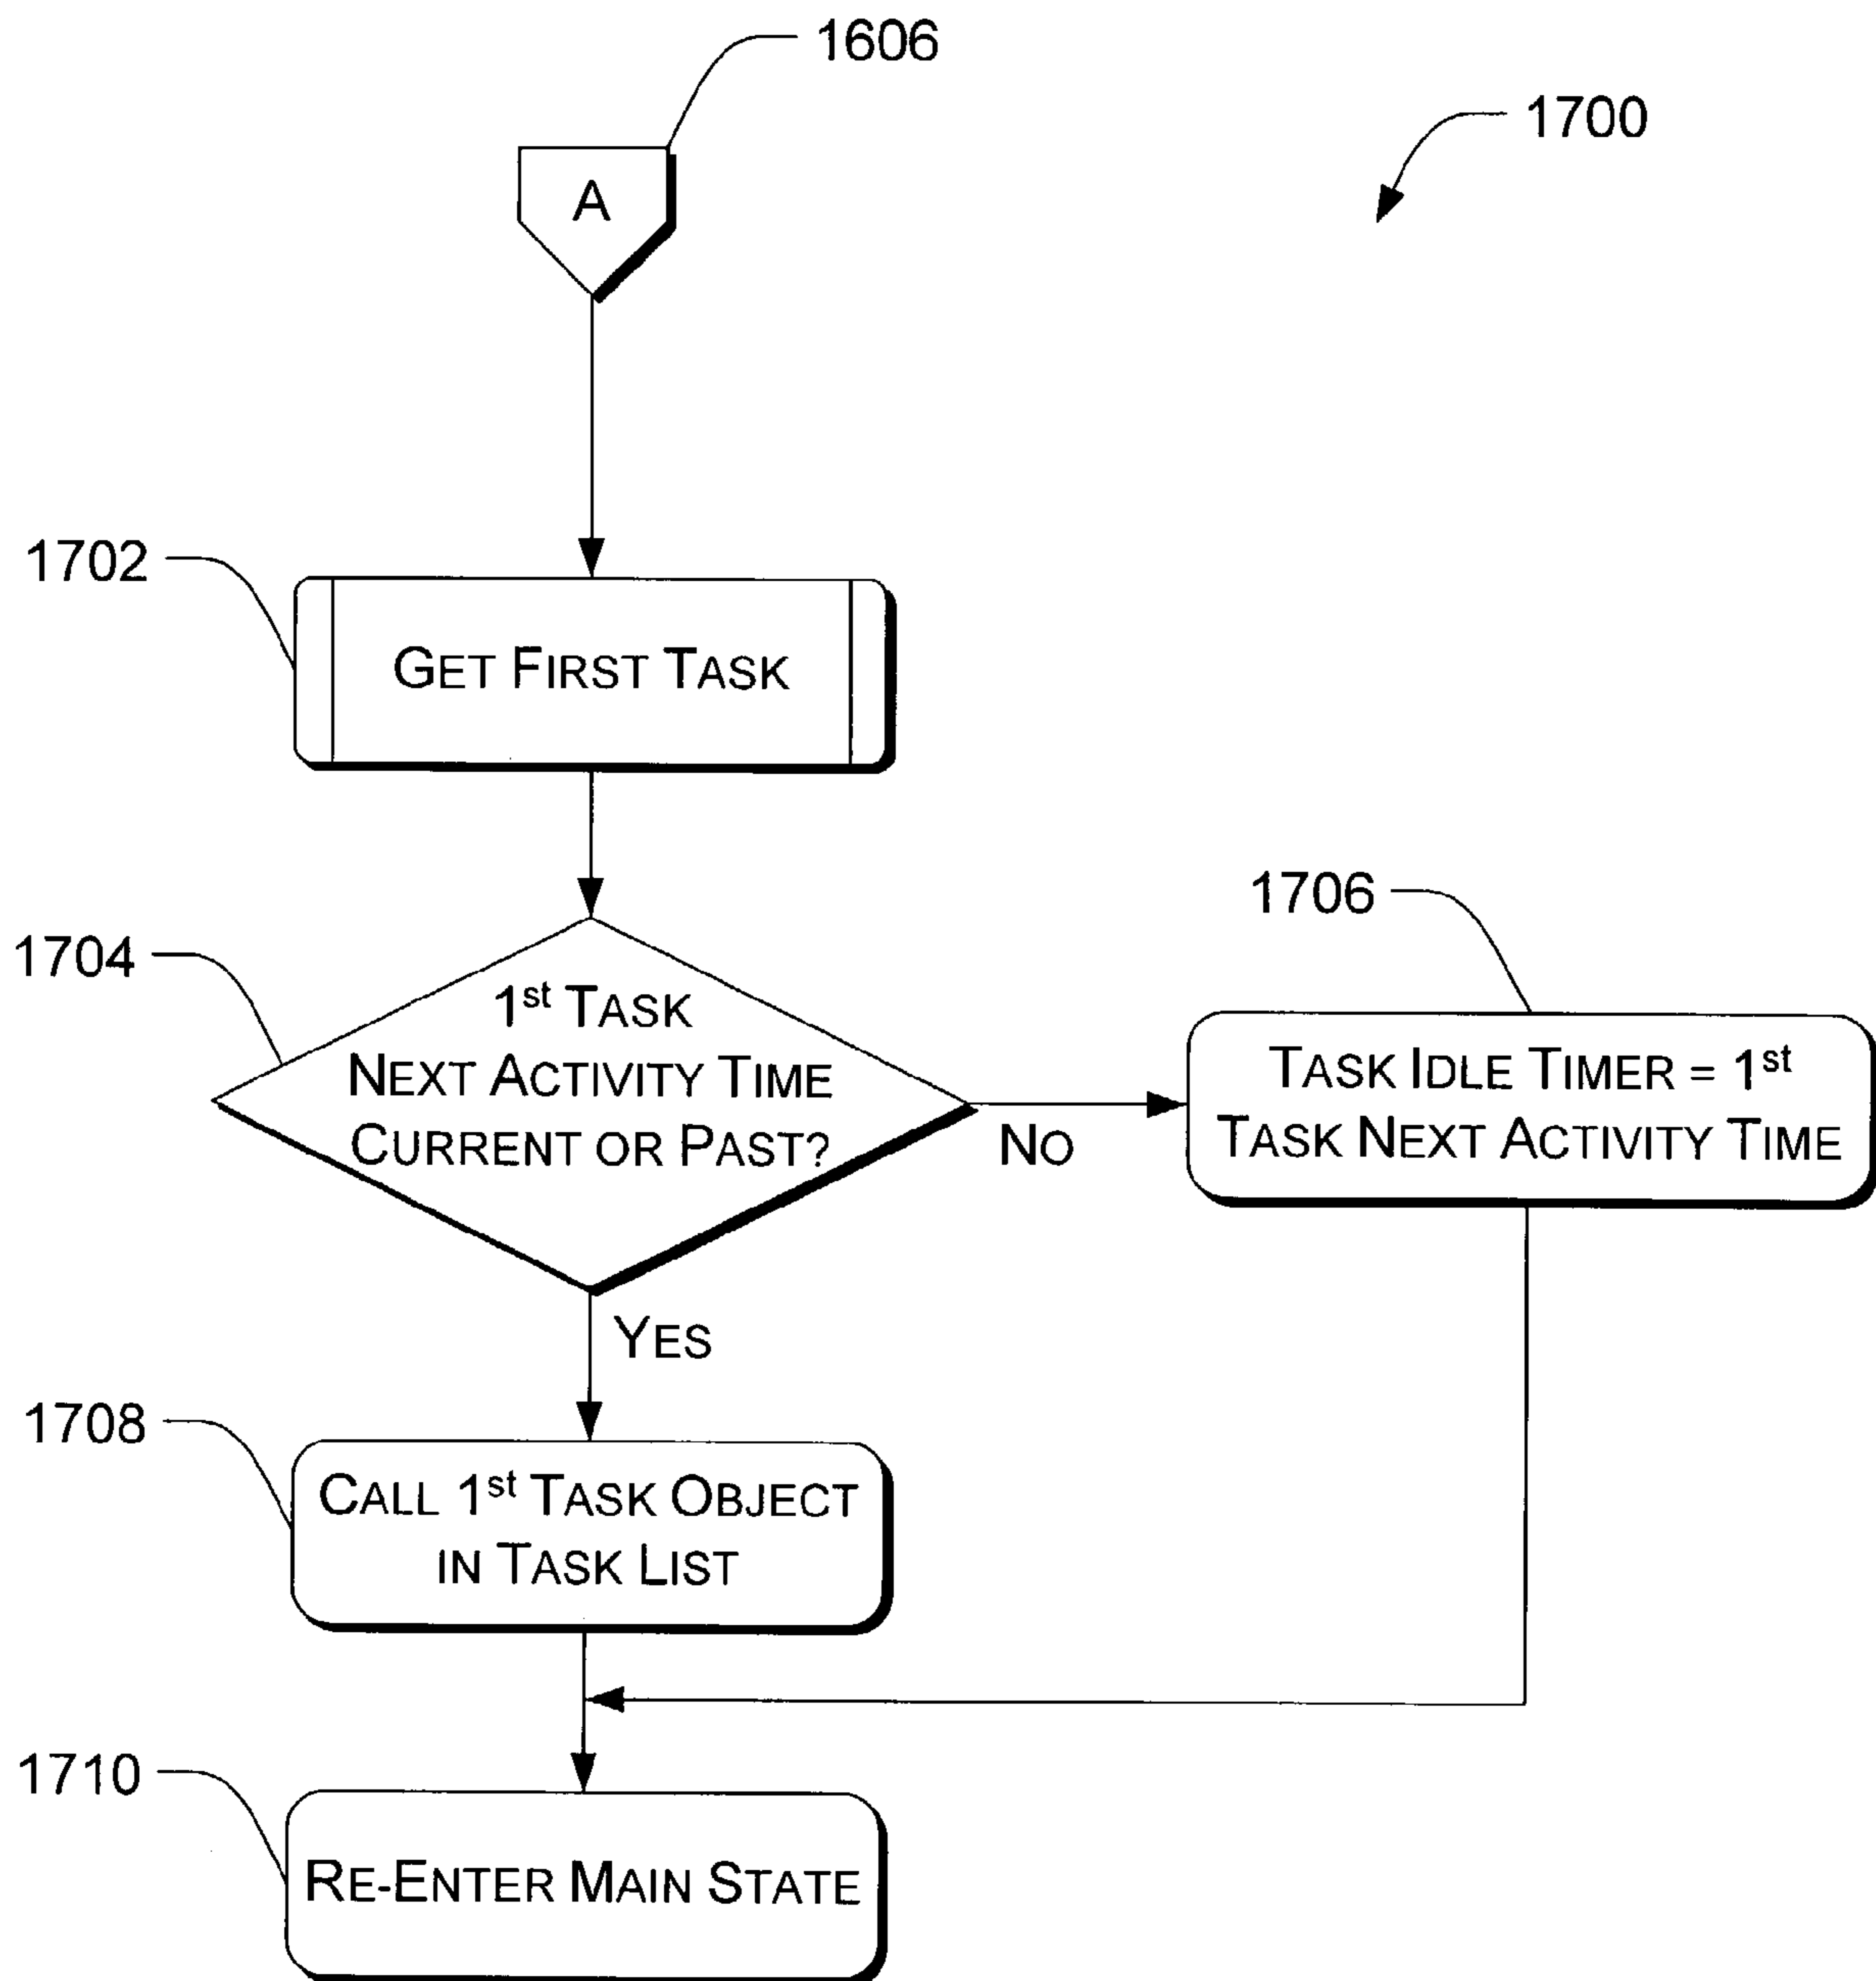 1606
1700
A
1702
Get First Task
1704
1st Task
Next Activity Time
Current or Past?
No
1706
Task Idle Timer = 1st
Task Next Activity Time
Yes
1708
Call 1st Task Object
in Task List
1710
Re-Enter Main State